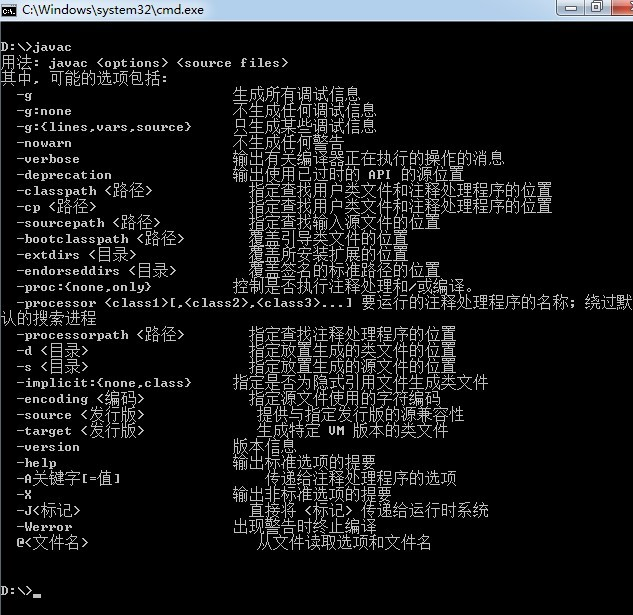 C:\Windows\system32\cmd.exe
D:\>javac
用法: javac <options> <source files>
其中, 可能的选项包括:
-g 生成所有调试信息
-g:none 不生成任何调试信息
-g:{lines,vars,source} 只生成某些调试信息
-nowarn 不生成任何警告
-verbose 输出有关编译器正在执行的操作的消息
-deprecation 输出使用已过时的 API 的源位置
-classpath <路径> 指定查找用户类文件和注释处理程序的位置
-cp <路径> 指定查找用户类文件和注释处理程序的位置
-sourcepath <路径> 指定查找输入源文件的位置
-bootclasspath <路径> 覆盖引导类文件的位置
-extdirs <目录> 覆盖所安装扩展的位置
-endorseddirs <目录> 覆盖签名的标准路径的位置
-proc:{none,only} 控制是否执行注释处理和/或编译。
-processor <class1>[,<class2>,<class3>...] 要运行的注释处理程序的名称; 绕过默
认的搜索进程
-processorpath <路径> 指定查找注释处理程序的位置
-d <目录> 指定放置生成的类文件的位置
-s <目录> 指定放置生成的源文件的位置
-implicit:{none,class} 指定是否为隐式引用文件生成类文件
-encoding <编码> 指定源文件使用的字符编码
-source <发行版> 提供与指定发行版的源兼容性
-target <发行版> 生成特定 VM 版本的类文件
-version 版本信息
-help 输出标准选项的提要
-A关键字[=值] 传递给注释处理程序的选项
-X 输出非标准选项的提要
-J<标记> 直接将 <标记> 传递给运行时系统
-Werror 出现警告时终止编译
@<文件名> 从文件读取选项和文件名
D:\>_